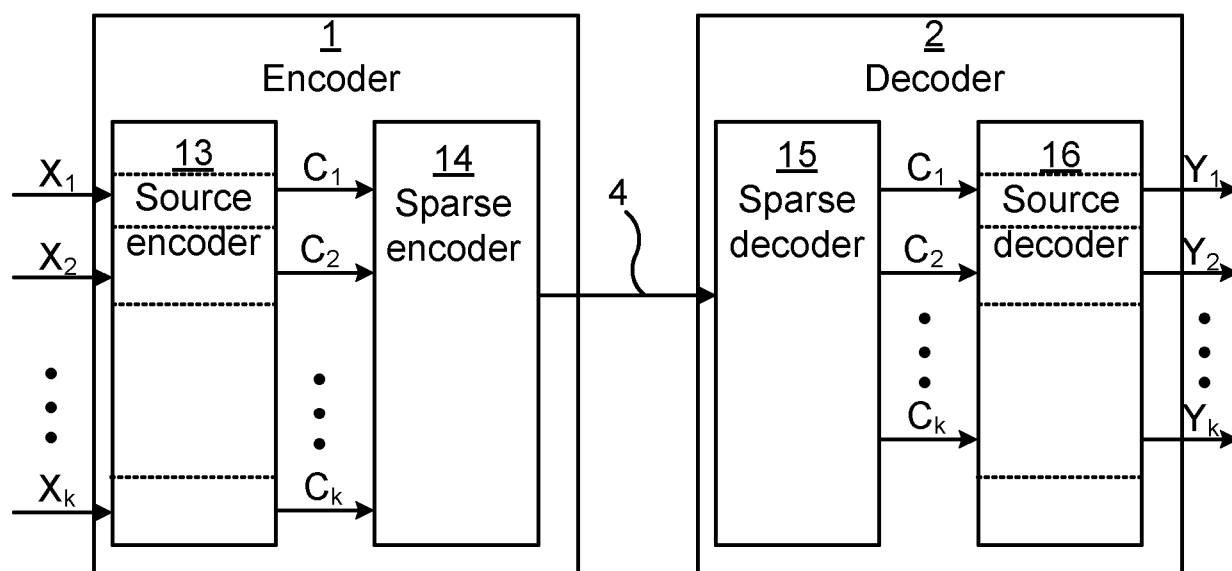 1
Encoder
2
Decoder
13
Source
encoder
14
Sparse
encoder
15
Sparse
decoder
16
Source
decoder
X1
X2
Xk
C1
C2
Ck
4
C1
C2
Ck
Y1
Y2
Yk